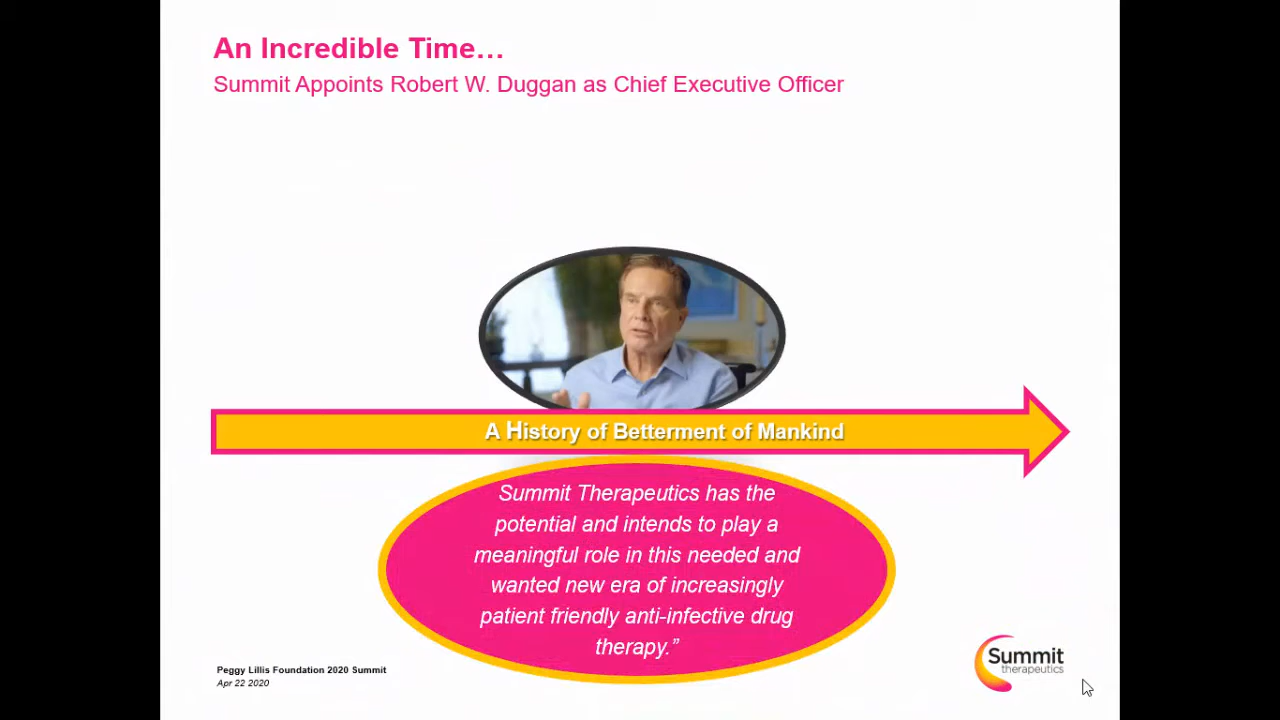 An Incredible Time…
Summit Appoints Robert W. Duggan as Chief Executive Officer
A History of Betterment of Mankind
Summit Therapeutics has the
potential and intends to play a
meaningful role in this needed and
wanted new era of increasingly
patient friendly anti-infective drug
therapy.”
Peggy Lillis Foundation 2020 Summit
Apr 22 2020
Summit
therapeutics